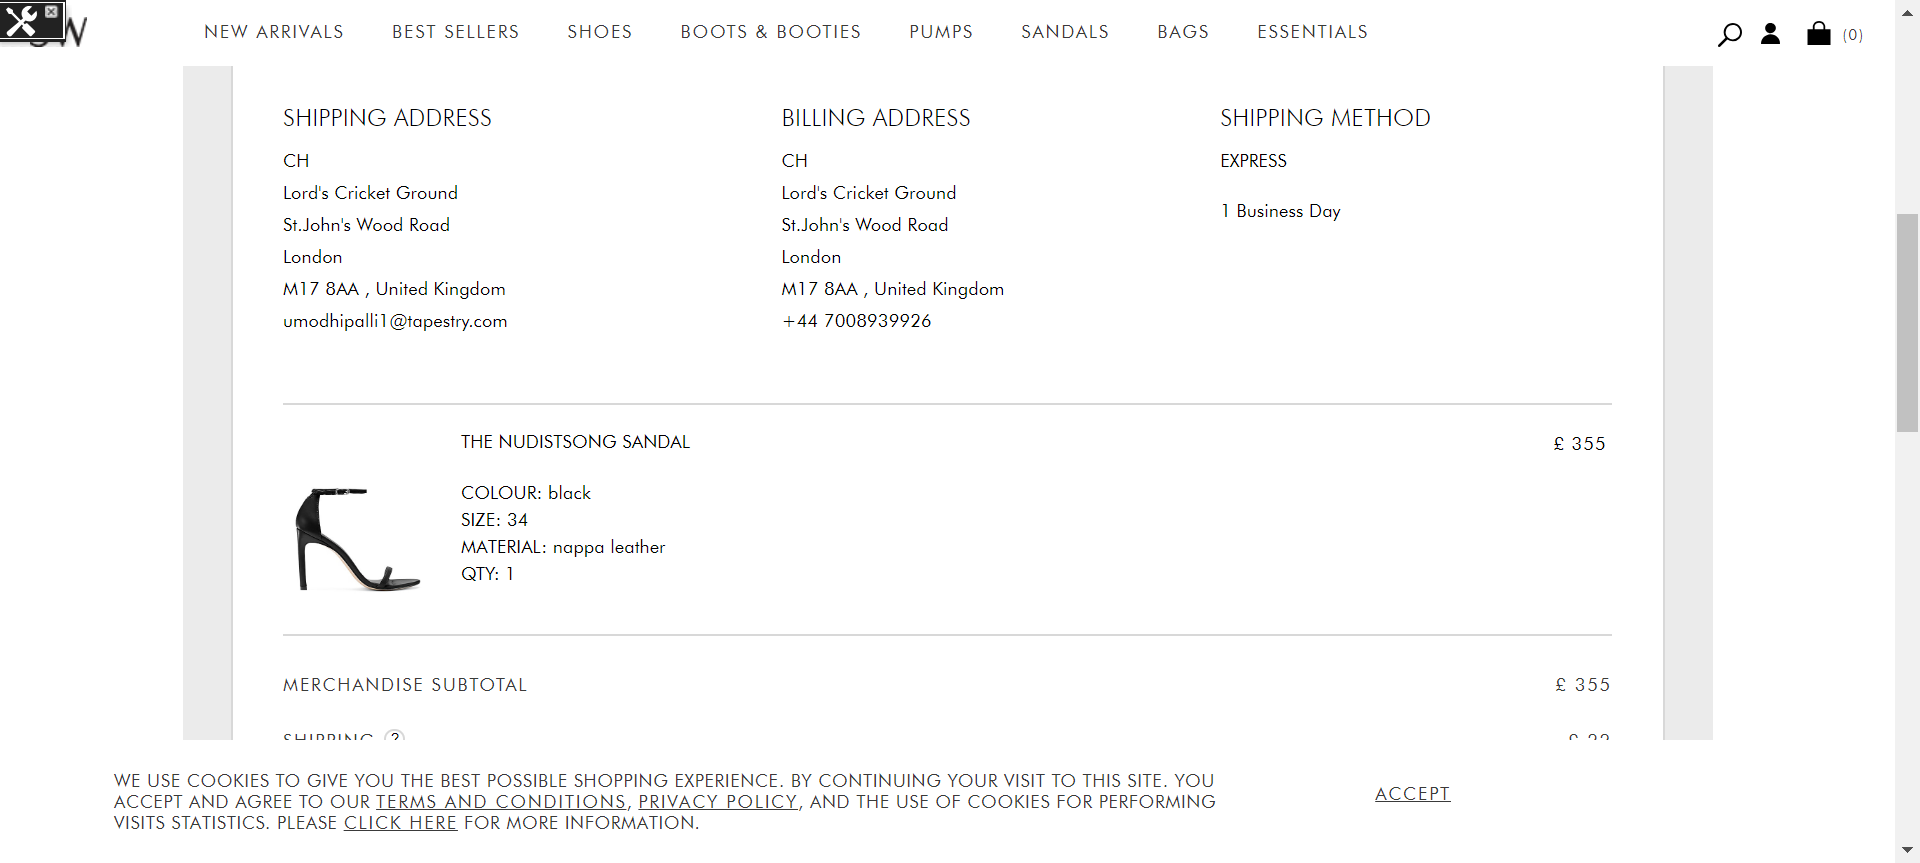 SW
NEW ARRIVALS BEST SELLERS SHOES BOOTS & BOOTIES PUMPS SANDALS BAGS ESSENTIALS (0)
SHIPPING ADDRESS
CH
Lord's Cricket Ground
St.John's Wood Road
London
M17 8AA , United Kingdom
umodhipalli1@tapestry.com
BILLING ADDRESS
CH
Lord's Cricket Ground
St.John's Wood Road
London
M17 8AA , United Kingdom
+44 7008939926
SHIPPING METHOD
EXPRESS
1 Business Day
THE NUDISTSONG SANDAL £ 355
COLOUR: black
SIZE: 34
MATERIAL: nappa leather
QTY: 1
MERCHANDISE SUBTOTAL £ 355
SHIPPING ?
WE USE COOKIES TO GIVE YOU THE BEST POSSIBLE SHOPPING EXPERIENCE. BY CONTINUING YOUR VISIT TO THIS SITE. YOU
ACCEPT AND AGREE TO OUR TERMS AND CONDITIONS, PRIVACY POLICY, AND THE USE OF COOKIES FOR PERFORMING
VISITS STATISTICS. PLEASE CLICK HERE FOR MORE INFORMATION.
ACCEPT